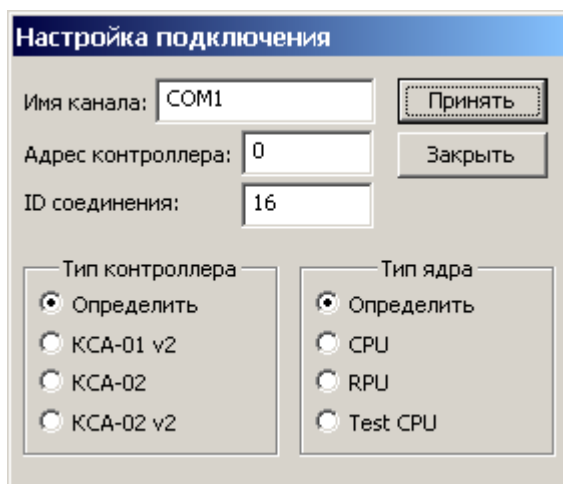 Настройка подключения
Имя канала: COM1
Принять
Адрес контроллера: 0
Закрыть
ID соединения: 16
Тип контроллера
Определить
КСА-01 v2
КСА-02
КСА-02 v2
Тип ядра
Определить
CPU
RPU
Test CPU